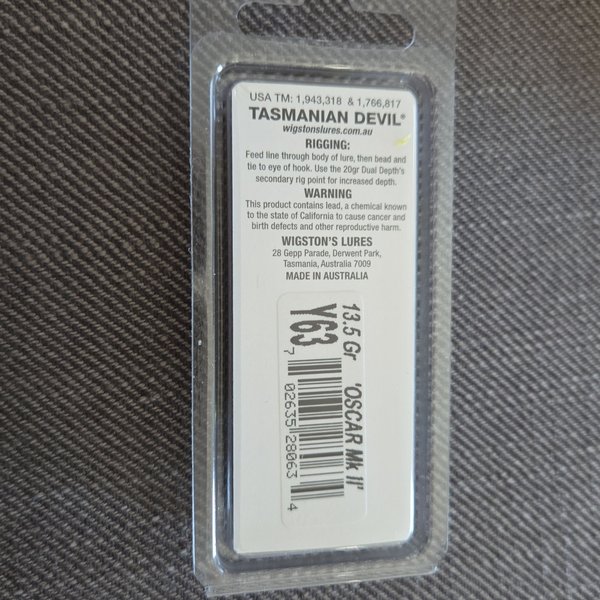 USA TM: 1,943,318 & 1,766,817
TASMANIAN DEVIL®
wigstonslures.com.au
RIGGING:
Feed line through body of lure, then bead and
tie to eye of hook. Use the 20gr Dual Depth's
secondary rig point for increased depth.
WARNING
This product contains lead, a chemical known
to the state of California to cause cancer and
birth defects and other reproductive harm.
WIGSTON'S LURES
28 Gepp Parade, Derwent Park,
Tasmania, Australia 7009
MADE IN AUSTRALIA
13.5 Gr 'OSCAR Mk II'
Y63
7 02635 28063 4